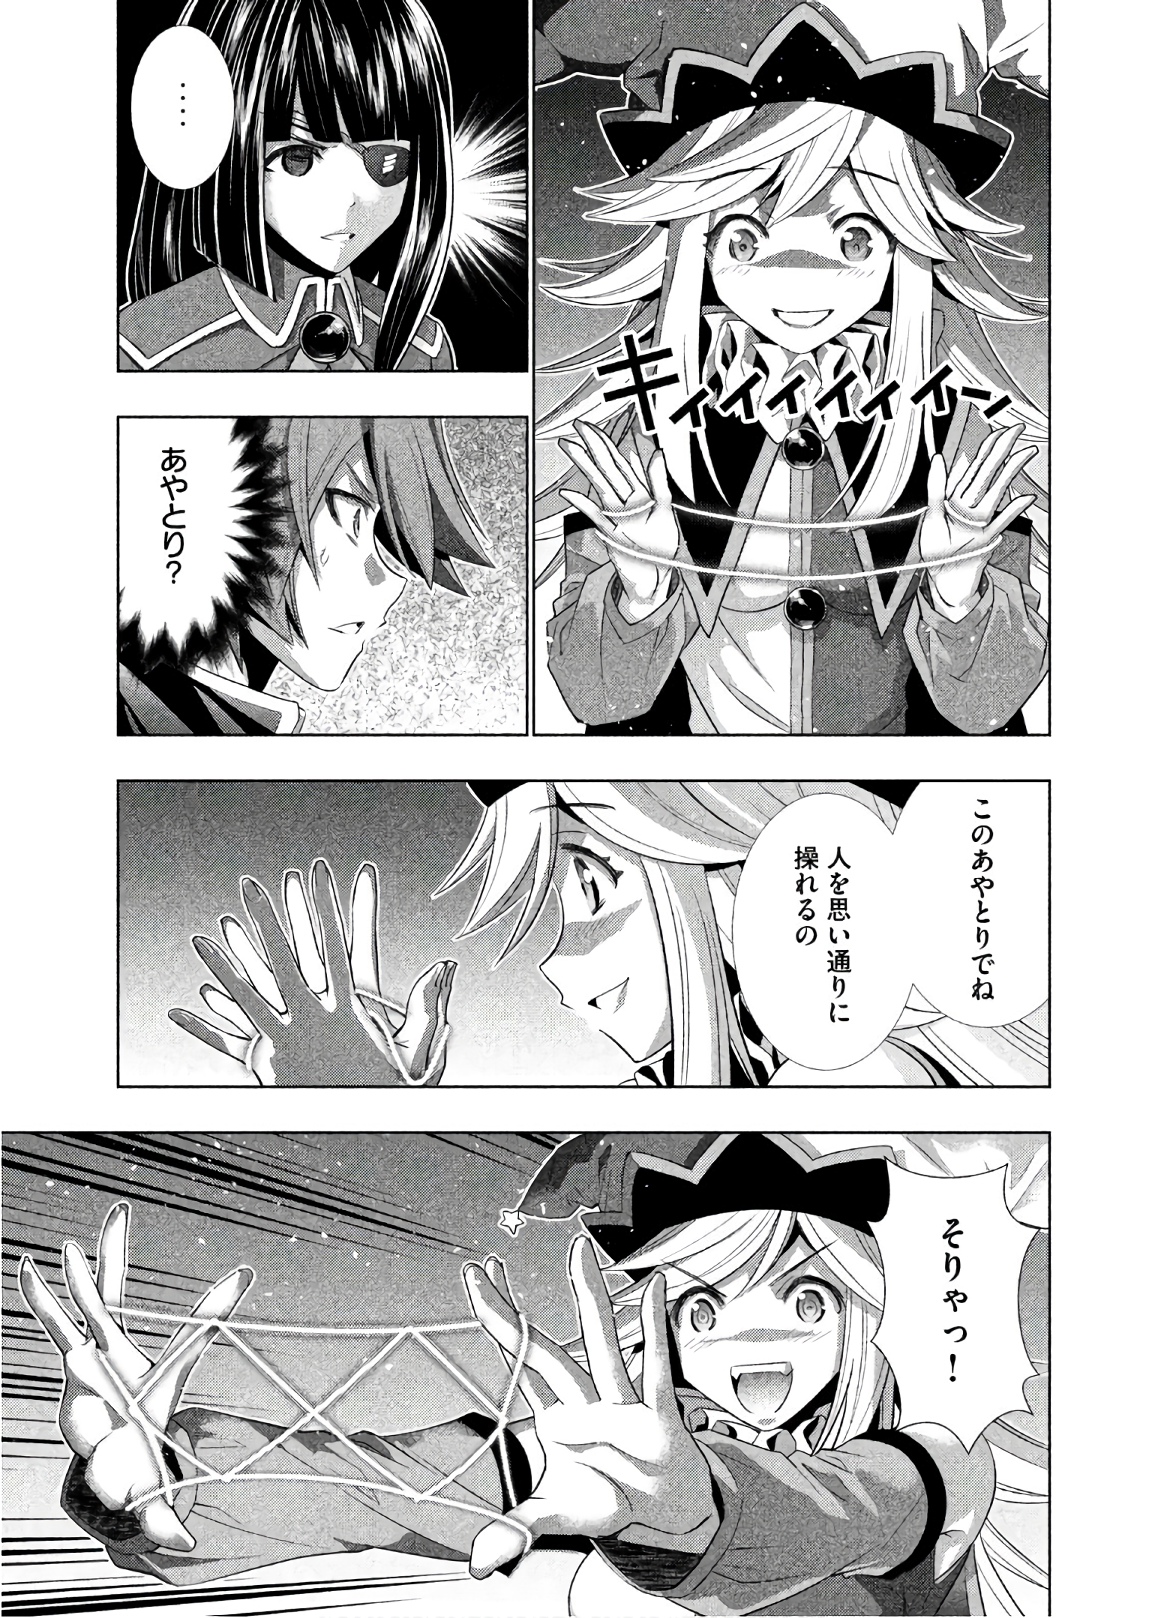 キィィィィィィーン
‥‥
あやとり?
このあやとりでね
人を思い通りに
操れるの
そりゃっ!